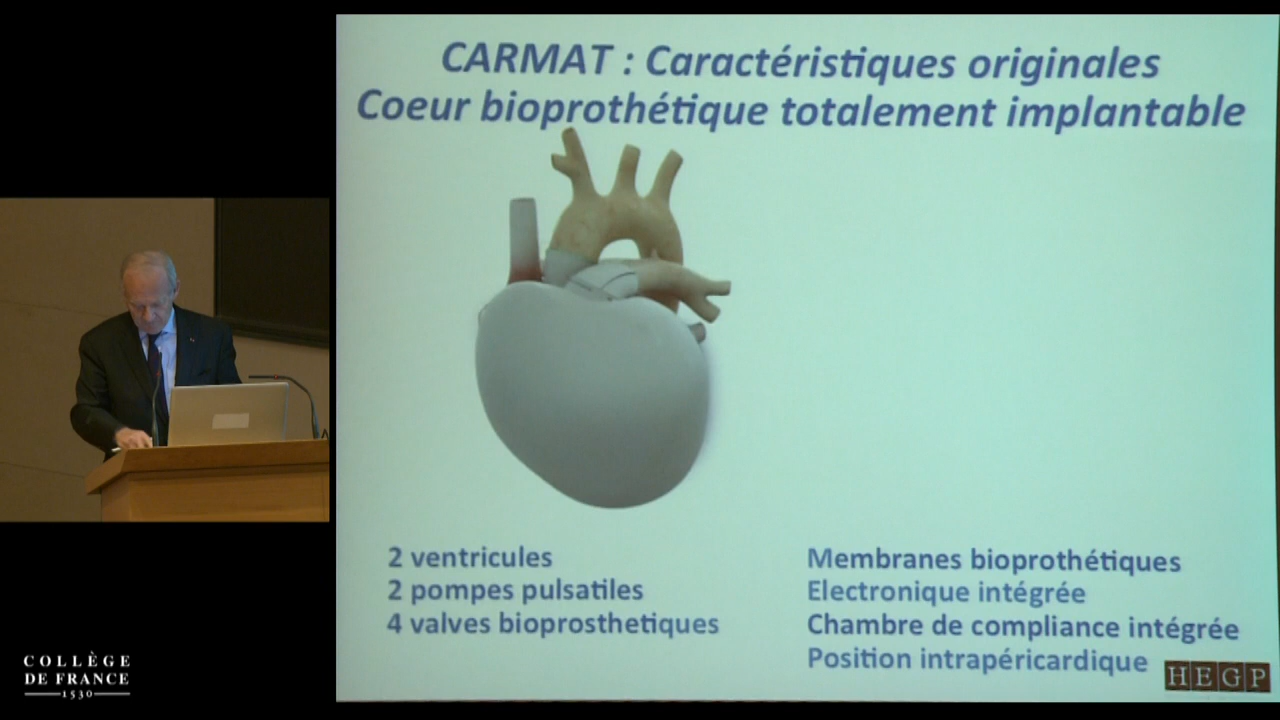 CARMAT : Caractéristiques originales
Coeur bioprothétique totalement implantable
2 ventricules
2 pompes pulsatiles
4 valves bioprosthetiques
Membranes bioprothétiques
Electronique intégrée
Chambre de compliance intégrée
Position intrapéricardique
HEGP
COLLÈGE
DE FRANCE
1530